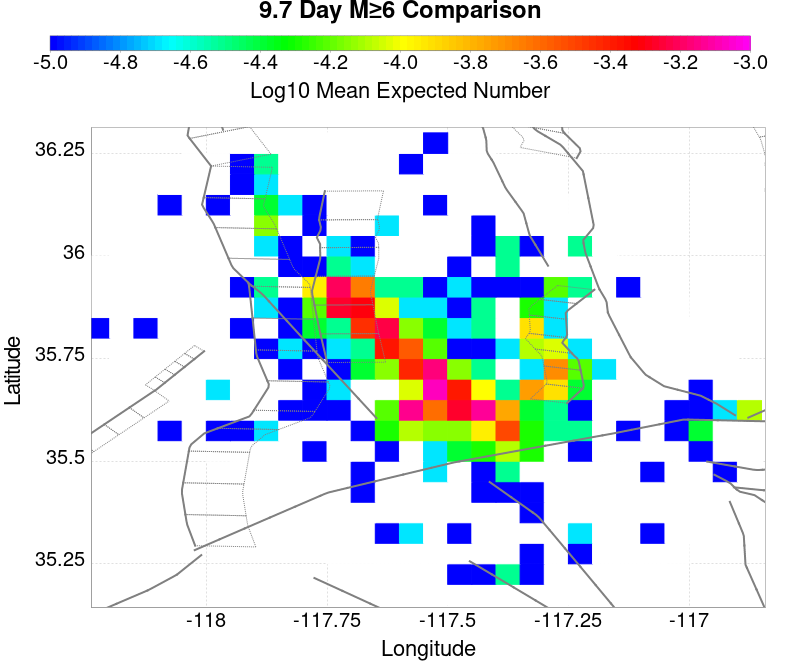 9.7 Day M≥6 Comparison
-5.0 -4.8 -4.6 -4.4 -4.2 -4.0 -3.8 -3.6 -3.4 -3.2 -3.0
Log10 Mean Expected Number
36.25
36
35.75
35.5
35.25
Latitude
-118 -117.75 -117.5 -117.25 -117
Longitude